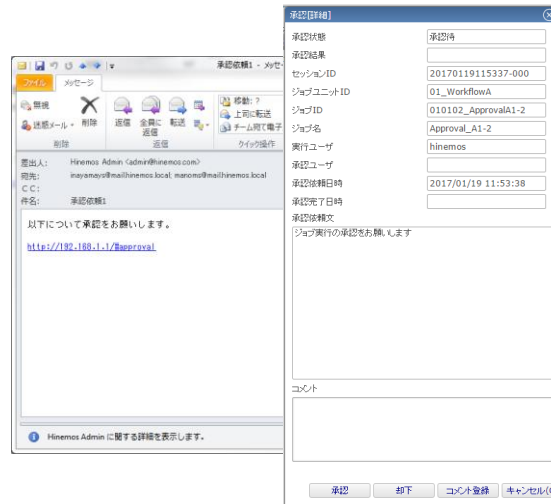 承認依頼1 - メッセ
ファイル
メッセージ
無視
迷惑メール
削除
返信
全員に
返信
転送
移動: ?
上司に転送
チーム宛て電子
削除
返信
クイック操作
差出人: Hinemos Admin <admin@hinemos.com>
宛先: inayamays@mailhinemos.local; manoms@mailhinemos.local
CC:
件名: 承認依頼1
以下について承認をお願いします。
http://192.168.1.1/#approval
Hinemos Admin に関する詳細を表示します。
承認[詳細]
承認状態 承認待
承認結果
セッションID 20170119115337-000
ジョブユニットID 01_WorkflowA
ジョブID 010102_ApprovalA1-2
ジョブ名 Approval_A1-2
実行ユーザ hinemos
承認ユーザ
承認依頼日時 2017/01/19 11:53:38
承認完了日時
承認依頼文
ジョブ実行の承認をお願いします
コメント
承認 却下 コメント登録 キャンセル(